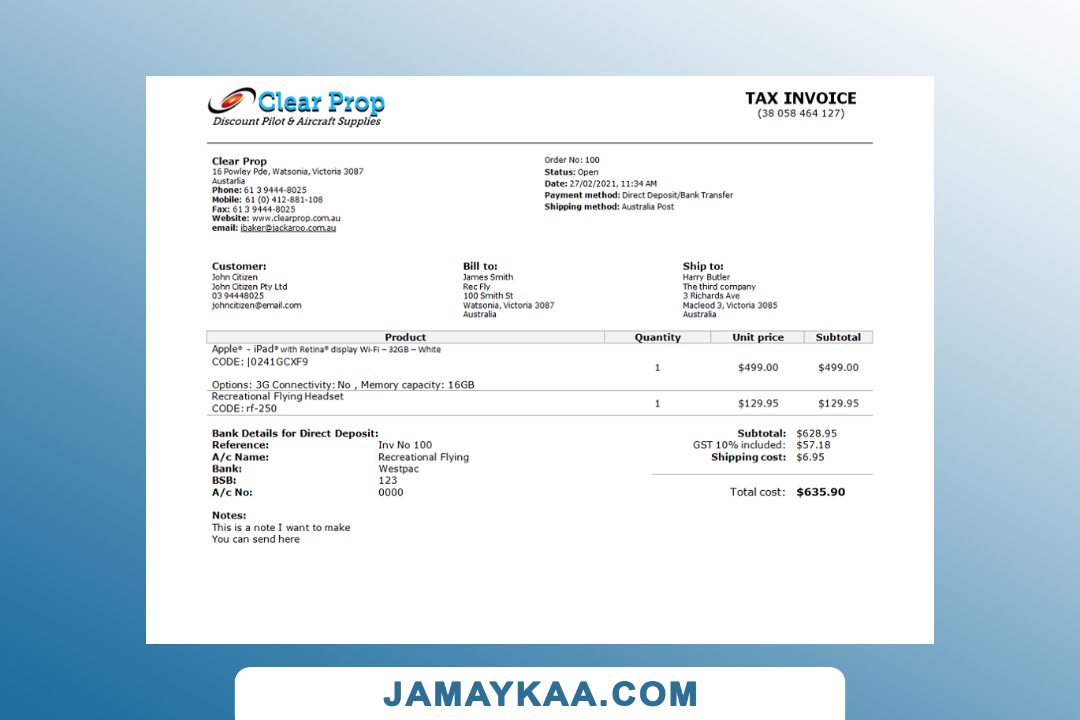 Clear Prop
Discount Pilot & Aircraft Supplies
TAX INVOICE
(38 058 464 127)
Clear Prop
16 Powley Pde, Watsonia, Victoria 3087
Austarlia
Phone: 61 3 9444-8025
Mobile: 61 (0) 412-881-108
Fax: 61 3 9444-8025
Website: www.clearprop.com.au
email: ibaker@jackaroo.com.au
Order No: 100
Status: Open
Date: 27/02/2021, 11:34 AM
Payment method: Direct Deposit/Bank Transfer
Shipping method: Australia Post
Customer:
John Citizen
John Citizen Pty Ltd
03 94448025
johncitizen@email.com
Bill to:
James Smith
Rec Fly
100 Smith St
Watsonia, Victoria 3087
Australia
Ship to:
Harry Butler
The third company
3 Richards Ave
Macleod 3, Victoria 3085
Australia
Product Quantity Unit price Subtotal
Apple® - iPad® with Retina® display Wi-Fi – 32GB – White
CODE: J0241GCXF9
1 $499.00 $499.00
Options: 3G Connectivity: No , Memory capacity: 16GB
Recreational Flying Headset
CODE: rf-250
1 $129.95 $129.95
Bank Details for Direct Deposit:
Reference: Inv No 100
A/c Name: Recreational Flying
Bank: Westpac
BSB: 123
A/c No: 0000
Subtotal: $628.95
GST 10% included: $57.18
Shipping cost: $6.95
Total cost: $635.90
Notes:
This is a note I want to make
You can send here
JAMAYKAA.COM